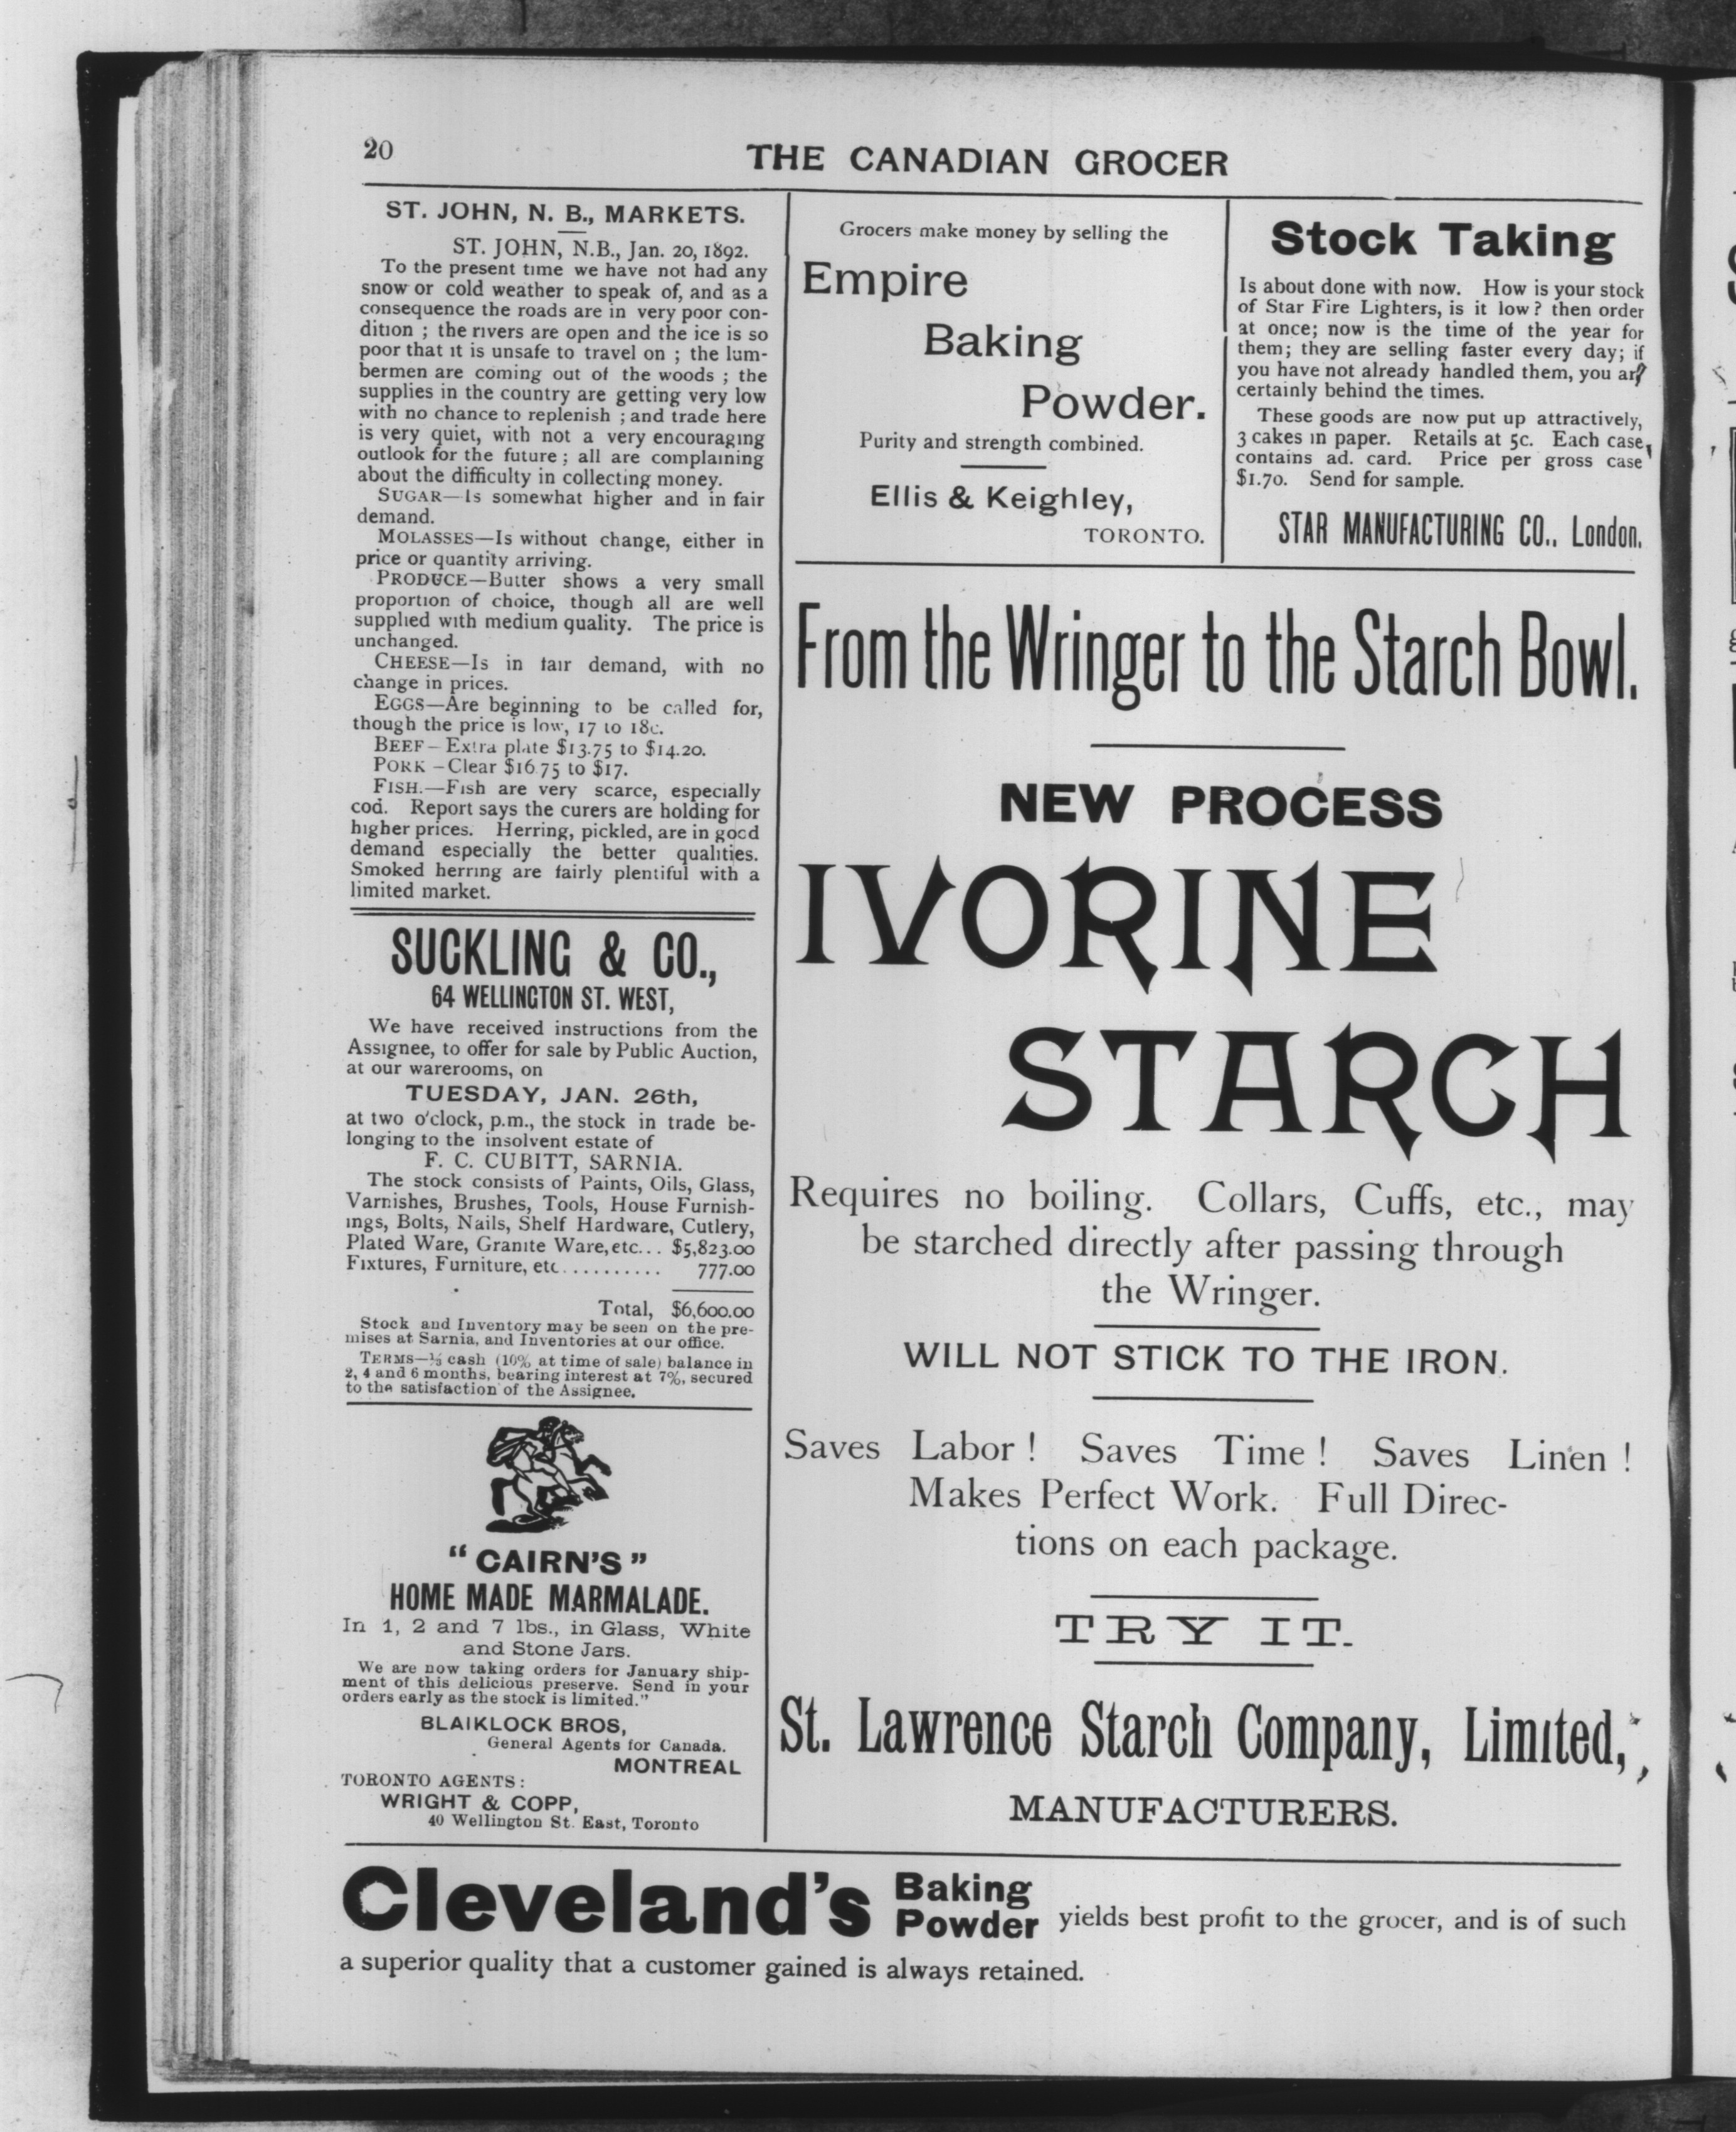 20
THE CANADIAN GROCER
ST. JOHN, N. B., MARKETS.
ST. JOHN, N.B., Jan. 20, 1892.
To the present time we have not had any
snow or cold weather to speak of, and as a
consequence the roads are in very poor con-
dition ; the rivers are open and the ice is so
poor that it is unsafe to travel on ; the lum-
bermen are coming out of the woods ; the
supplies in the country are getting very low
with no chance to replenish ; and trade here
is very quiet, with not a very encouraging
outlook for the future ; all are complaining
about the difficulty in collecting money.
SUGAR—Is somewhat higher and in fair
demand.
MOLASSES—Is without change, either in
price or quantity arriving.
PRODUCE—Butter shows a very small
proportion of choice, though all are well
supplied with medium quality. The price is
unchanged.
CHEESE—Is in fair demand, with no
change in prices.
EGGS—Are beginning to be called for,
though the price is low, 17 to 18c.
BEEF—Extra plate $13.75 to $14.20.
PORK—Clear $16.75 to $17.
FISH.—Fish are very scarce, especially
cod. Report says the curers are holding for
higher prices. Herring, pickled, are in good
demand especially the better qualities.
Smoked herring are fairly plentiful with a
limited market.
SUCKLING & CO.,
64 WELLINGTON ST. WEST,
We have received instructions from the
Assignee, to offer for sale by Public Auction,
at our warerooms, on
TUESDAY, JAN. 26th,
at two o'clock, p.m., the stock in trade be-
longing to the insolvent estate of
F. C. CUBITT, SARNIA.
The stock consists of Paints, Oils, Glass,
Varnishes, Brushes, Tools, House Furnish-
ings, Bolts, Nails, Shelf Hardware, Cutlery,
Plated Ware, Granite Ware, etc... $5,823.00
Fixtures, Furniture, etc.......... 777.00
Total, $6,600.00
Stock and Inventory may be seen on the pre-
mises at Sarnia, and Inventories at our office.
TERMS—⅓ cash (10% at time of sale) balance in
2, 4 and 6 months, bearing interest at 7%, secured
to the satisfaction of the Assignee.
"CAIRN'S"
HOME MADE MARMALADE.
In 1, 2 and 7 lbs., in Glass, White
and Stone Jars.
We are now taking orders for January ship-
ment of this delicious preserve. Send in your
orders early as the stock is limited."
BLAIKLOCK BROS,
General Agents for Canada.
MONTREAL
TORONTO AGENTS:
WRIGHT & COPP,
40 Wellington St. East, Toronto
Grocers make money by selling the
Empire
Baking
Powder.
Purity and strength combined.
Ellis & Keighley,
TORONTO.
Stock Taking
Is about done with now. How is your stock
of Star Fire Lighters, is it low? then order
at once; now is the time of the year for
them; they are selling faster every day; if
you have not already handled them, you are
certainly behind the times.
These goods are now put up attractively,
3 cakes in paper. Retails at 5c. Each case
contains ad. card. Price per gross case
$1.70. Send for sample.
STAR MANUFACTURING CO., London.
From the Wringer to the Starch Bowl.
NEW PROCESS
IVORINE
STARCH
Requires no boiling. Collars, Cuffs, etc., may
be starched directly after passing through
the Wringer.
WILL NOT STICK TO THE IRON.
Saves Labor ! Saves Time ! Saves Linen !
Makes Perfect Work. Full Direc-
tions on each package.
TRY IT.
St. Lawrence Starch Company, Limited,
MANUFACTURERS.
Cleveland's Baking Powder yields best profit to the grocer, and is of such
a superior quality that a customer gained is always retained.